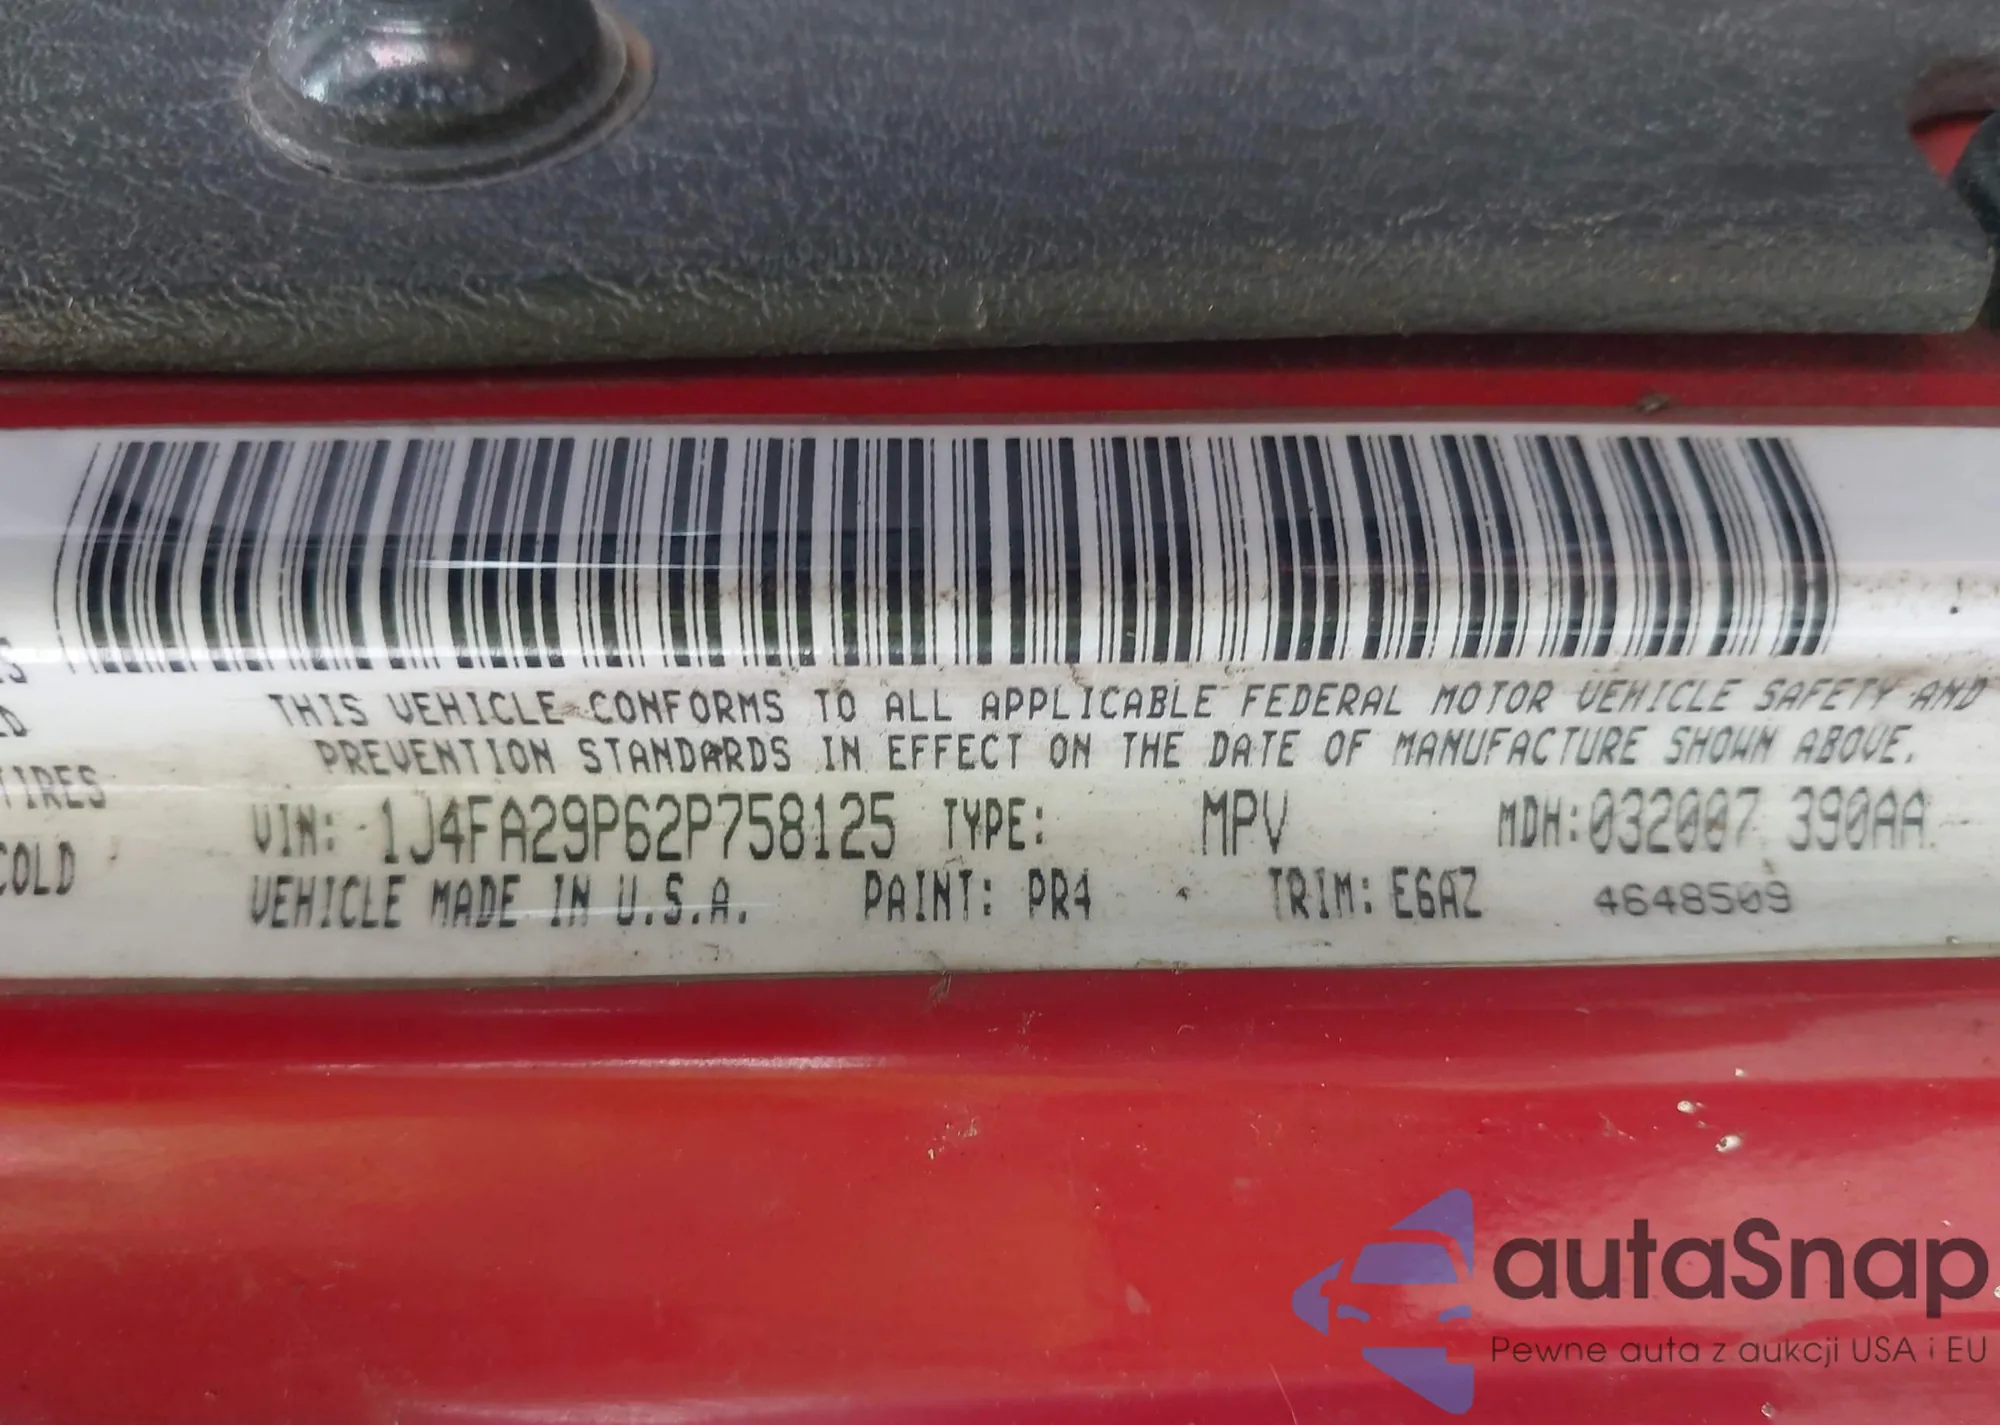 THIS VEHICLE CONFORMS TO ALL APPLICABLE FEDERAL MOTOR VEHICLE SAFETY AND
PREVENTION STANDARDS IN EFFECT ON THE DATE OF MANUFACTURE SHOWN ABOVE.
TIRES
VIN: 1J4FA29P62P758125 TYPE: MPV MDH:032007 390AA
COLD
VEHICLE MADE IN U.S.A. PAINT: PR4 TRIM: E6AZ 4648509
autaSnap
Pewne auta z aukcji USA i EU